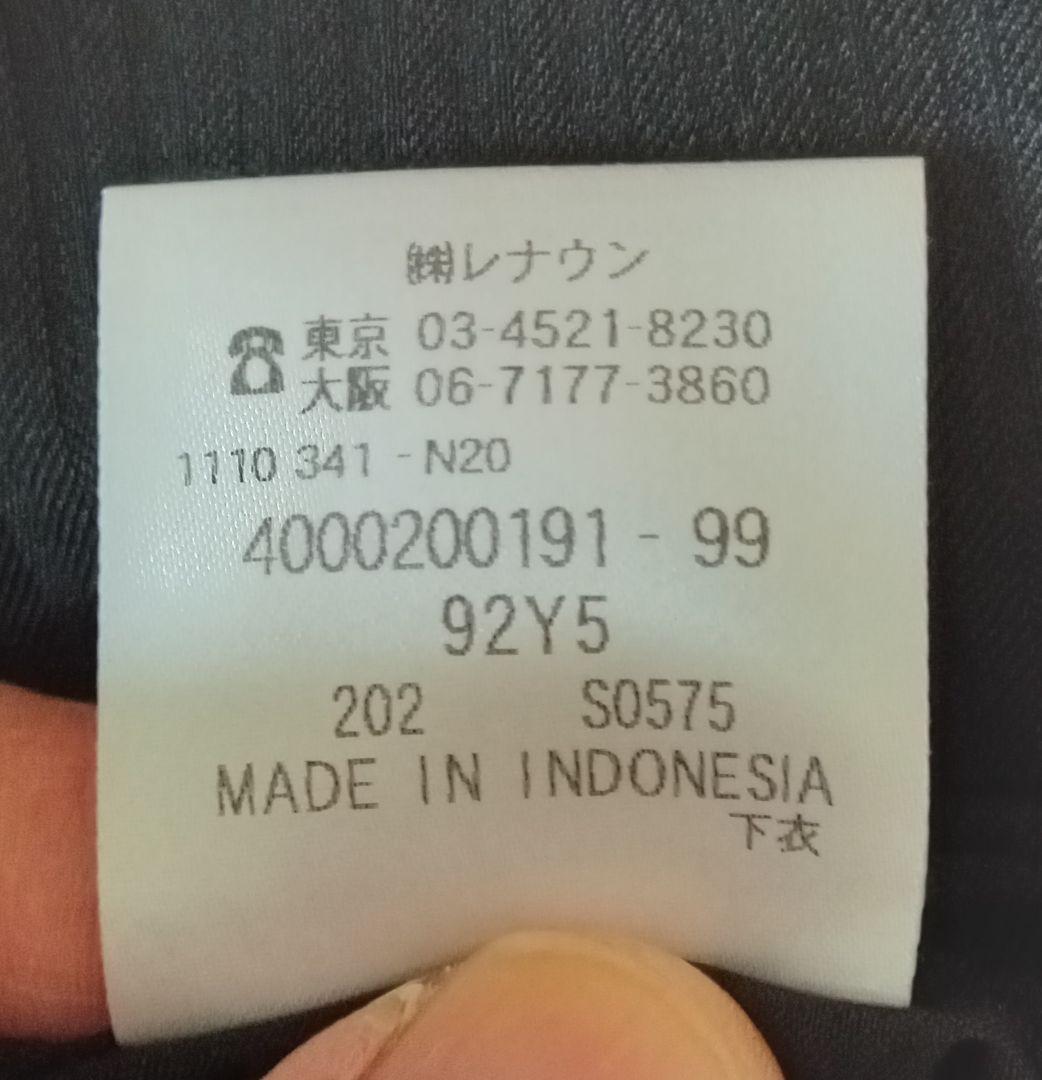 ㈱レナウン
☎東京 03-4521-8230
大阪 06-7177-3860
1110 341 - N20
4000200191 - 99
92Y5
202 S0575
MADE IN INDONESIA
下衣